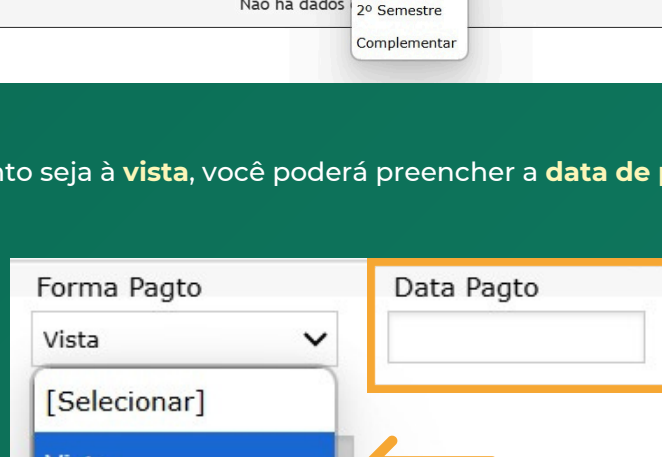 Não há dados
2º Semestre
Complementar
nto seja à vista, você poderá preencher a data de
Forma Pagto
Data Pagto
Vista
[Selecionar]
Vista